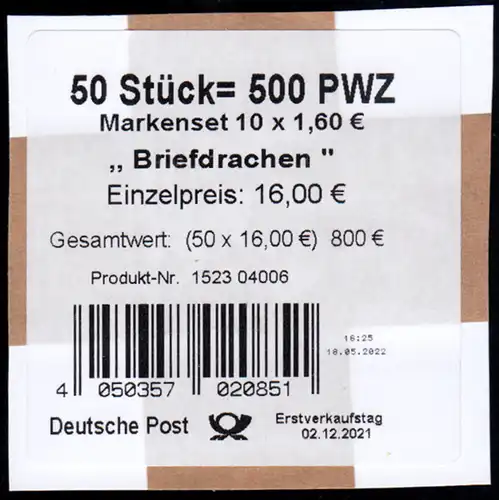 50 Stück= 500 PWZ
Markenset 10 x 1,60 €
„ Briefdrachen "
Einzelpreis: 16,00 €
Gesamtwert: (50 x 16,00 €) 800 €
Produkt-Nr. 1523 04006
16:25
18.05.2022
4 050357 020851
Deutsche Post
Erstverkaufstag
02.12.2021